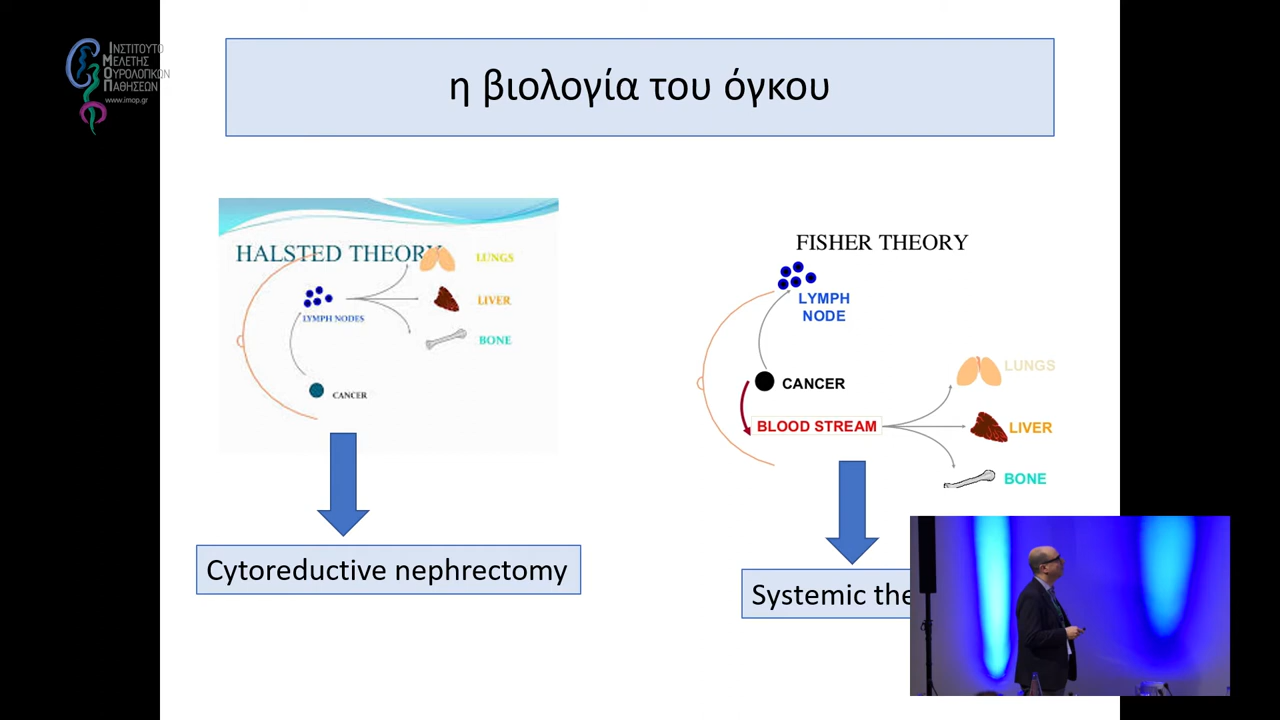 ΙΝΣΤΙΤΟΥΤΟ
ΜΕΛΕΤΗΣ
ΟΥΡΟΛΟΓΙΚΩΝ
ΠΑΘΗΣΕΩΝ
www.imop.gr
η βιολογία του όγκου
HALSTED THEORY
LUNGS
LIVER
LYMPH NODES
BONE
CANCER
Cytoreductive nephrectomy
FISHER THEORY
LYMPH
NODE
LUNGS
CANCER
BLOOD STREAM
LIVER
BONE
Systemic the